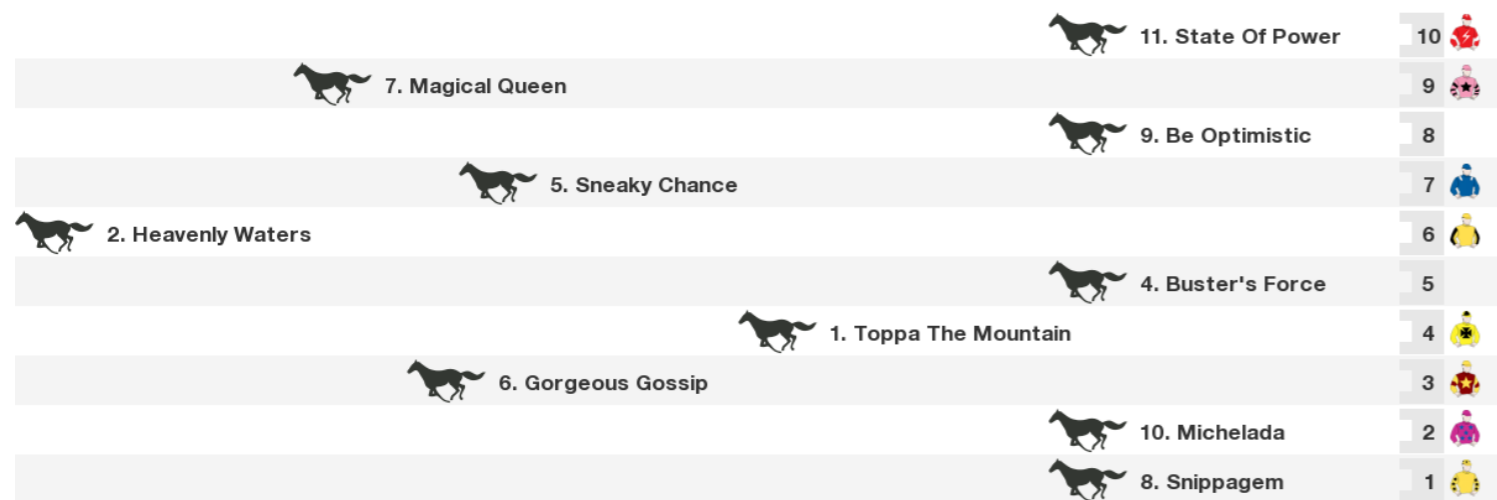 11. State Of Power 10
7. Magical Queen 9
9. Be Optimistic 8
5. Sneaky Chance 7
2. Heavenly Waters 6
4. Buster's Force 5
1. Toppa The Mountain 4
6. Gorgeous Gossip 3
10. Michelada 2
8. Snippagem 1